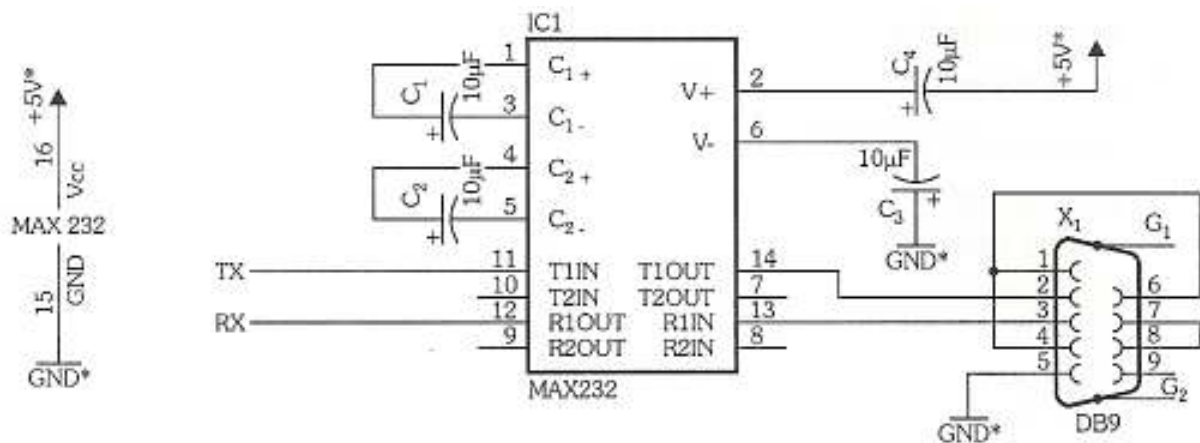 +5V*
16
Vcc
MAX 232
GND
15
GND*
IC1
1
C1+
C1
10µF
3
C1-
4
C2+
C2
10µF
5
C2-
TX
11
T1IN
10
T2IN
RX
12
R1OUT
9
R2OUT
V+
2
C4
10µF
+5V*
V-
6
10µF
C3
GND*
T1OUT
14
T2OUT
7
R1IN
13
R2IN
8
MAX232
X1
G1
1
2
3
4
5
6
7
8
9
G2
DB9
GND*
+
+
+
+